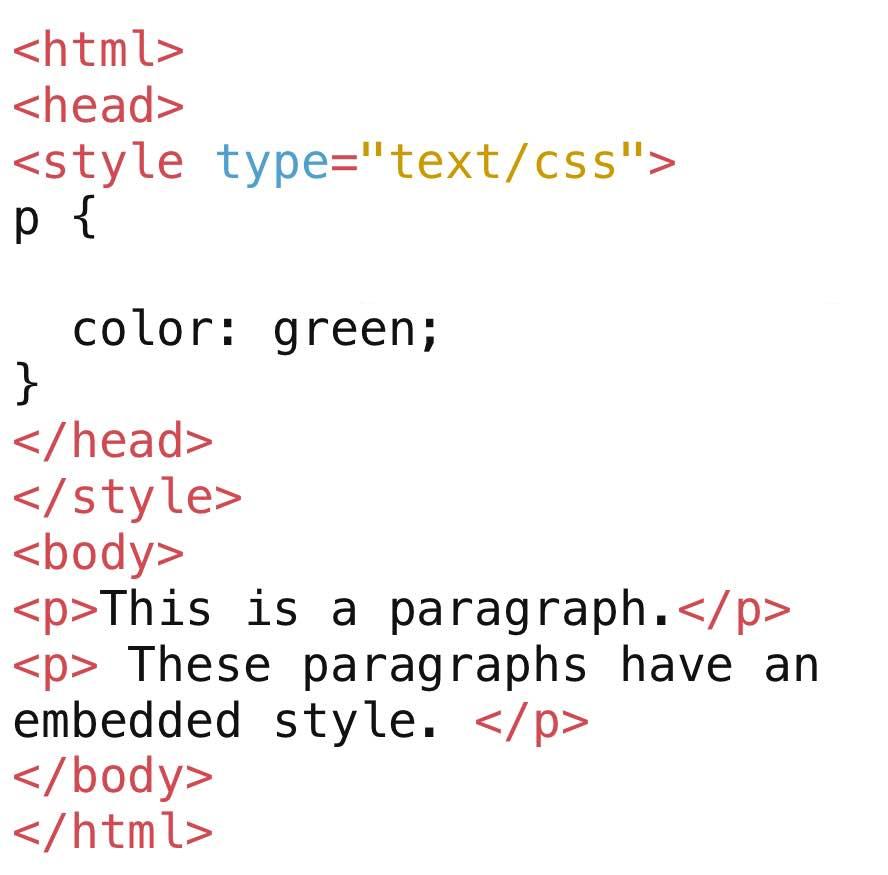 <html>
<head>
<style type="text/css">
p {
  color: green;
}
</head>
</style>
<body>
<p>This is a paragraph.</p>
<p> These paragraphs have an
embedded style. </p>
</body>
</html>